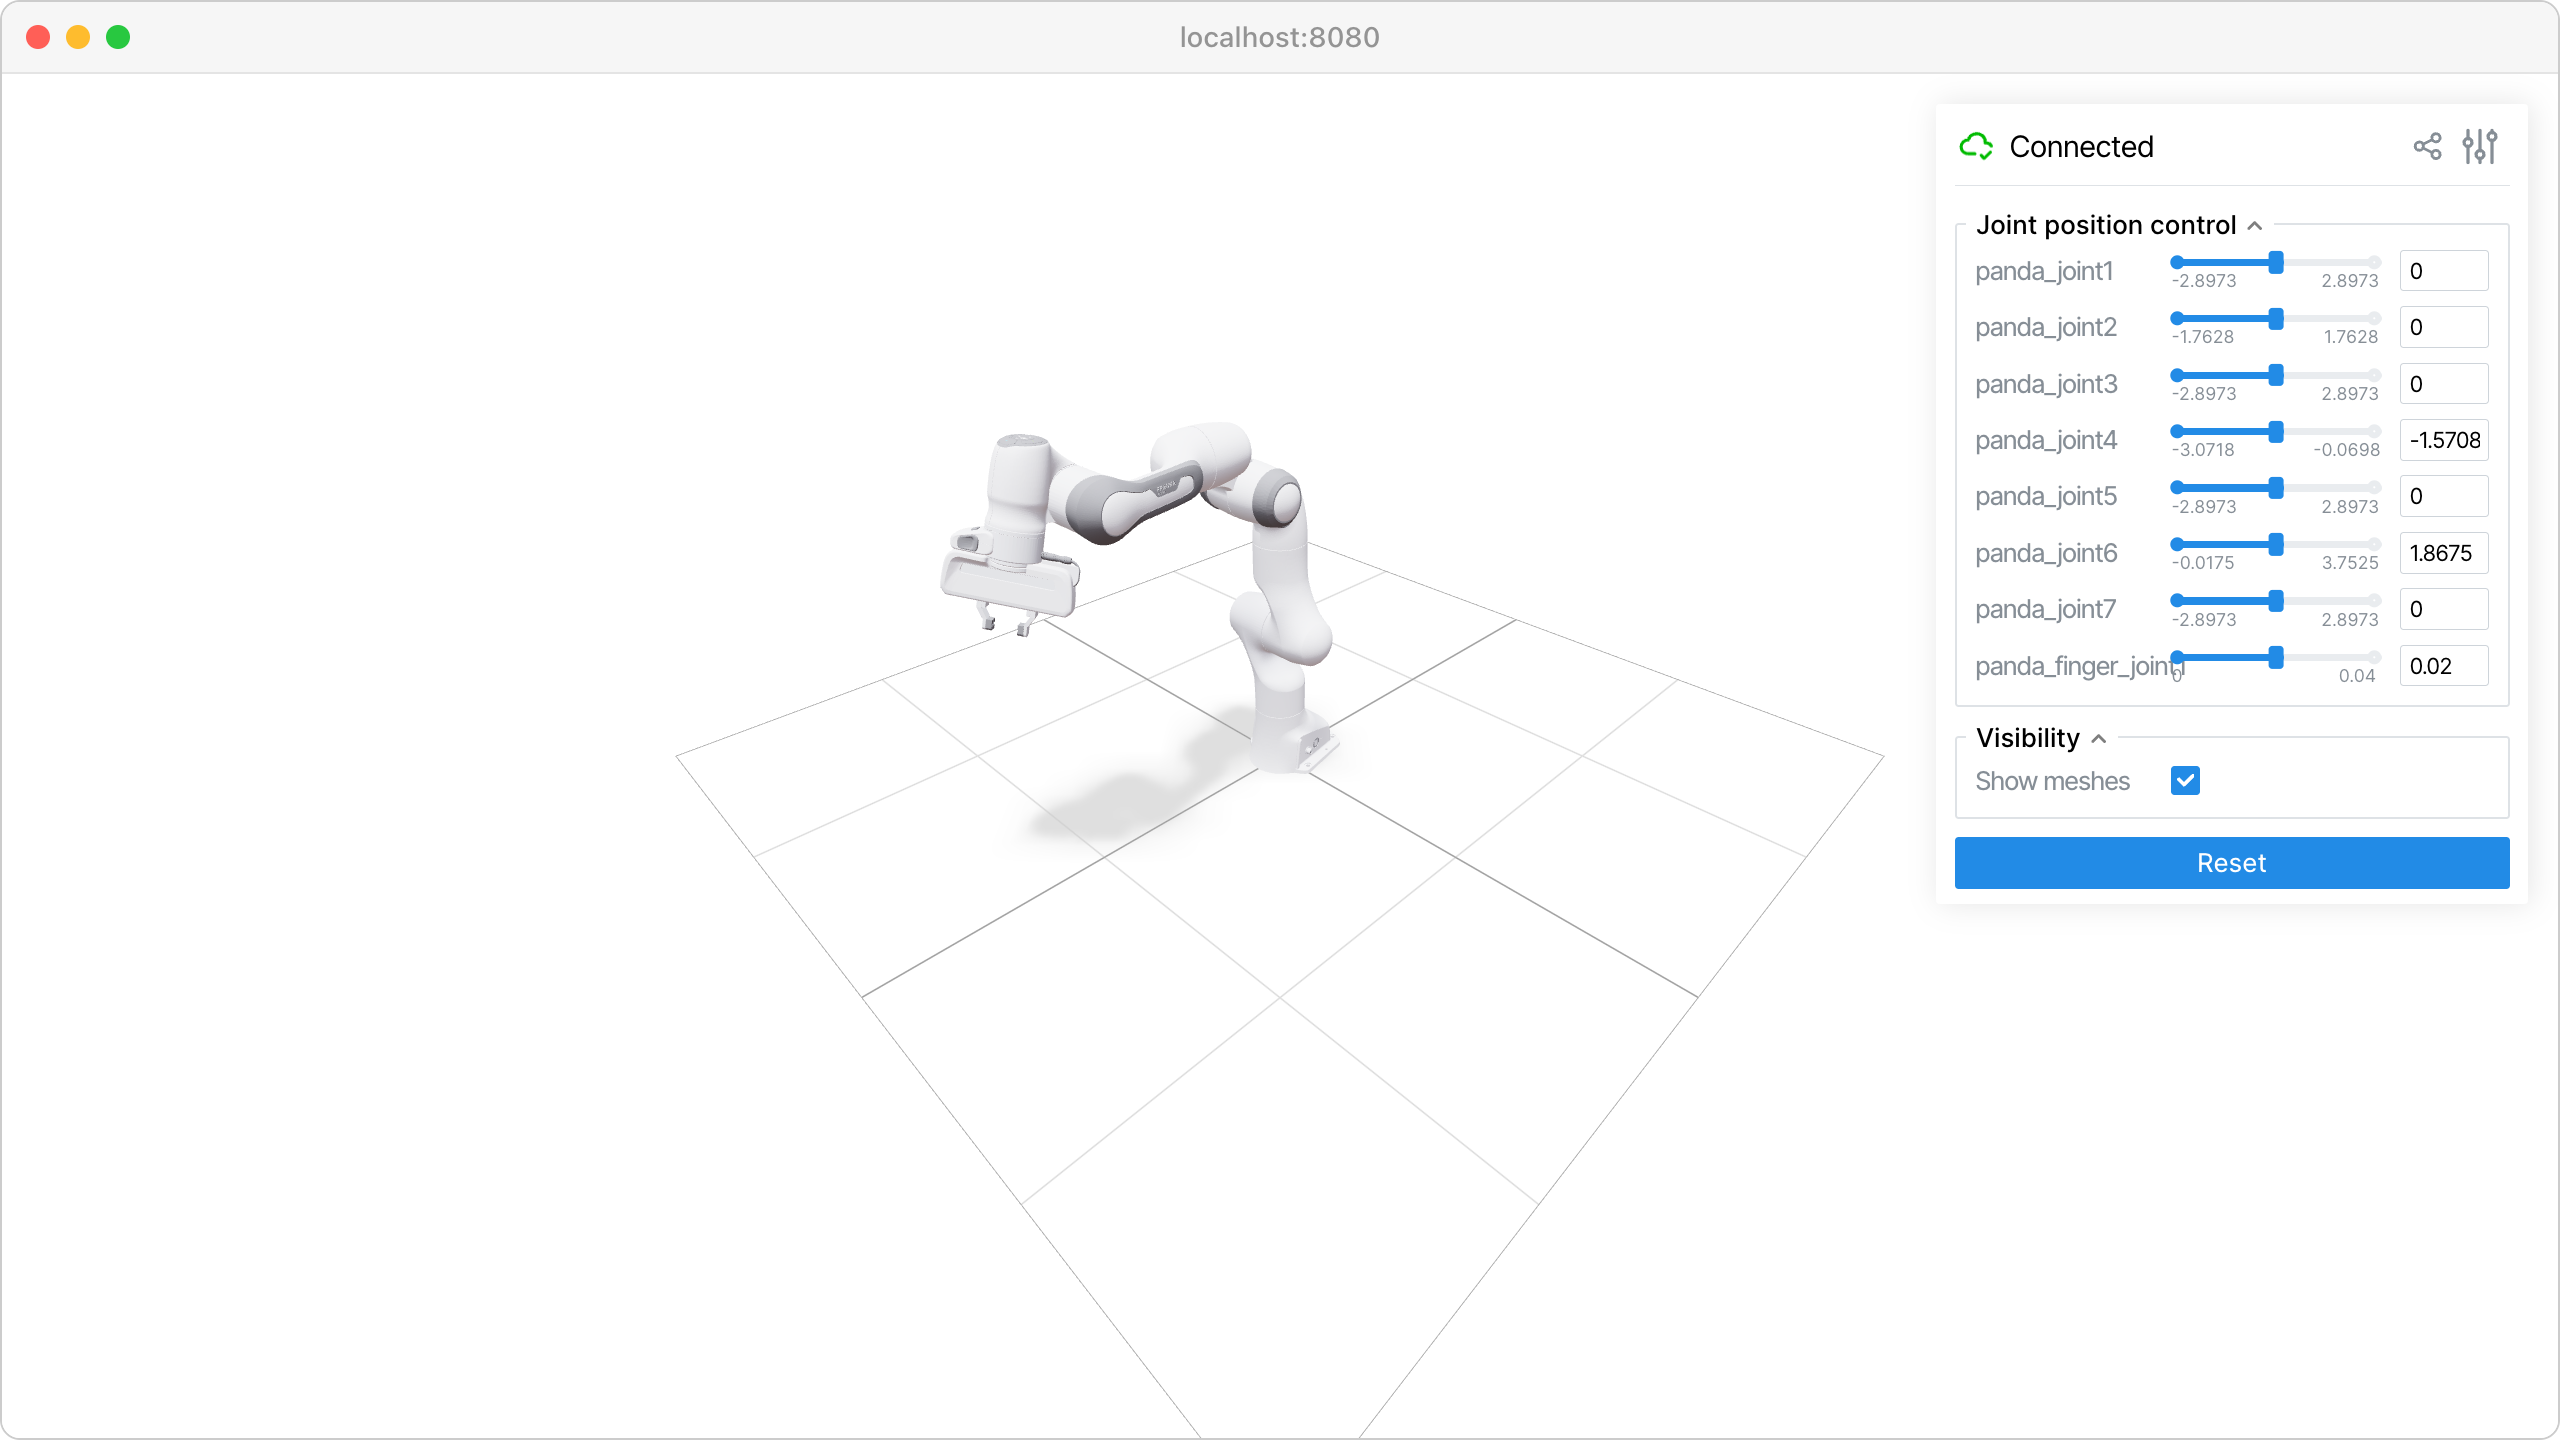 localhost:8080
Connected
Joint position control
panda_joint1
-2.8973 2.8973
0
panda_joint2
-1.7628 1.7628
0
panda_joint3
-2.8973 2.8973
0
panda_joint4
-3.0718 -0.0698
-1.5708
panda_joint5
-2.8973 2.8973
0
panda_joint6
-0.0175 3.7525
1.8675
panda_joint7
-2.8973 2.8973
0
panda_finger_joint1
0 0.04
0.02
Visibility
Show meshes
Reset